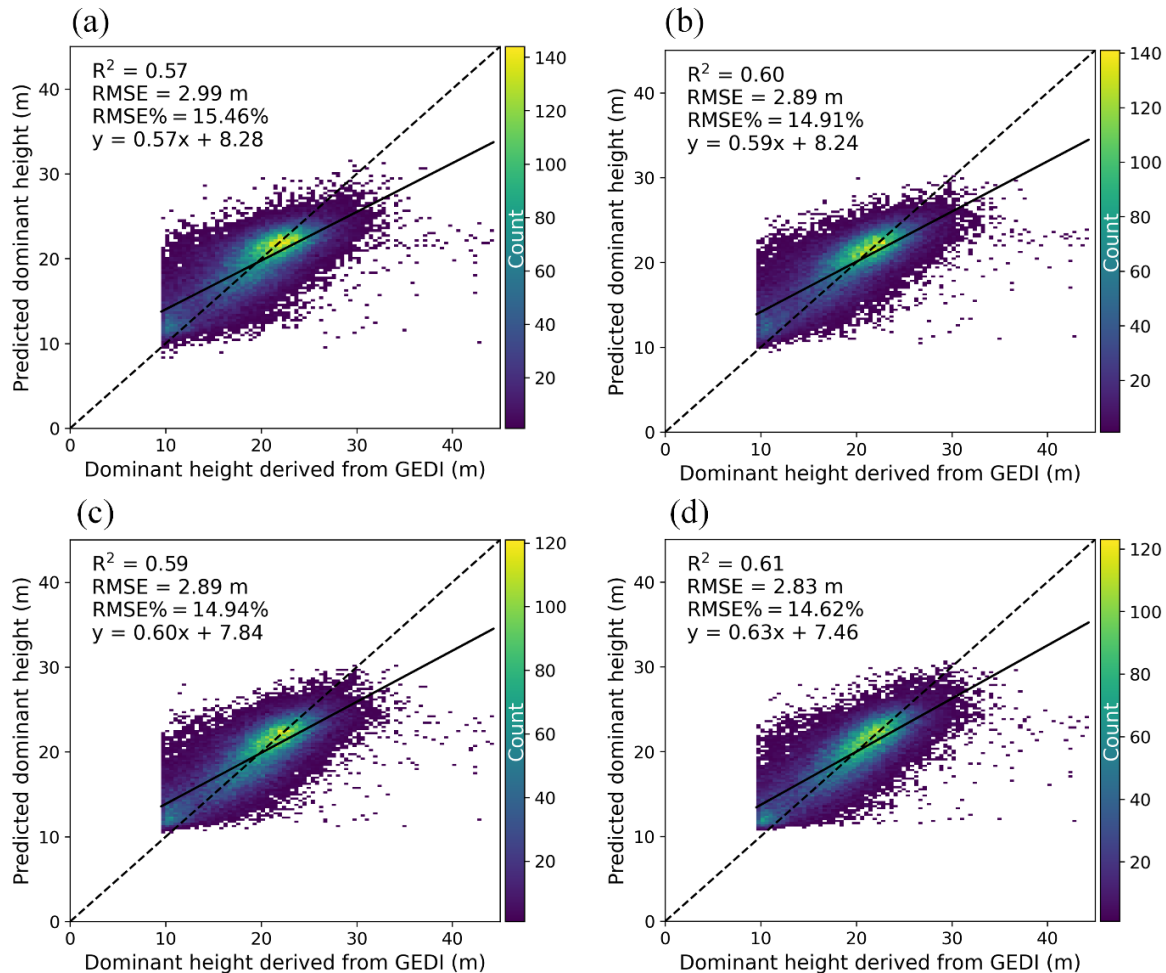 (a)
R² = 0.57
RMSE = 2.99 m
RMSE% = 15.46%
y = 0.57x + 8.28
Predicted dominant height (m)
40
30
20
10
0
0 10 20 30 40
Dominant height derived from GEDI (m)
140
120
100
80
60
40
20
Count
(b)
R² = 0.60
RMSE = 2.89 m
RMSE% = 14.91%
y = 0.59x + 8.24
Predicted dominant height (m)
40
30
20
10
0
0 10 20 30 40
Dominant height derived from GEDI (m)
140
120
100
80
60
40
20
Count
(c)
R² = 0.59
RMSE = 2.89 m
RMSE% = 14.94%
y = 0.60x + 7.84
Predicted dominant height (m)
40
30
20
10
0
0 10 20 30 40
Dominant height derived from GEDI (m)
120
100
80
60
40
20
Count
(d)
R² = 0.61
RMSE = 2.83 m
RMSE% = 14.62%
y = 0.63x + 7.46
Predicted dominant height (m)
40
30
20
10
0
0 10 20 30 40
Dominant height derived from GEDI (m)
120
100
80
60
40
20
Count